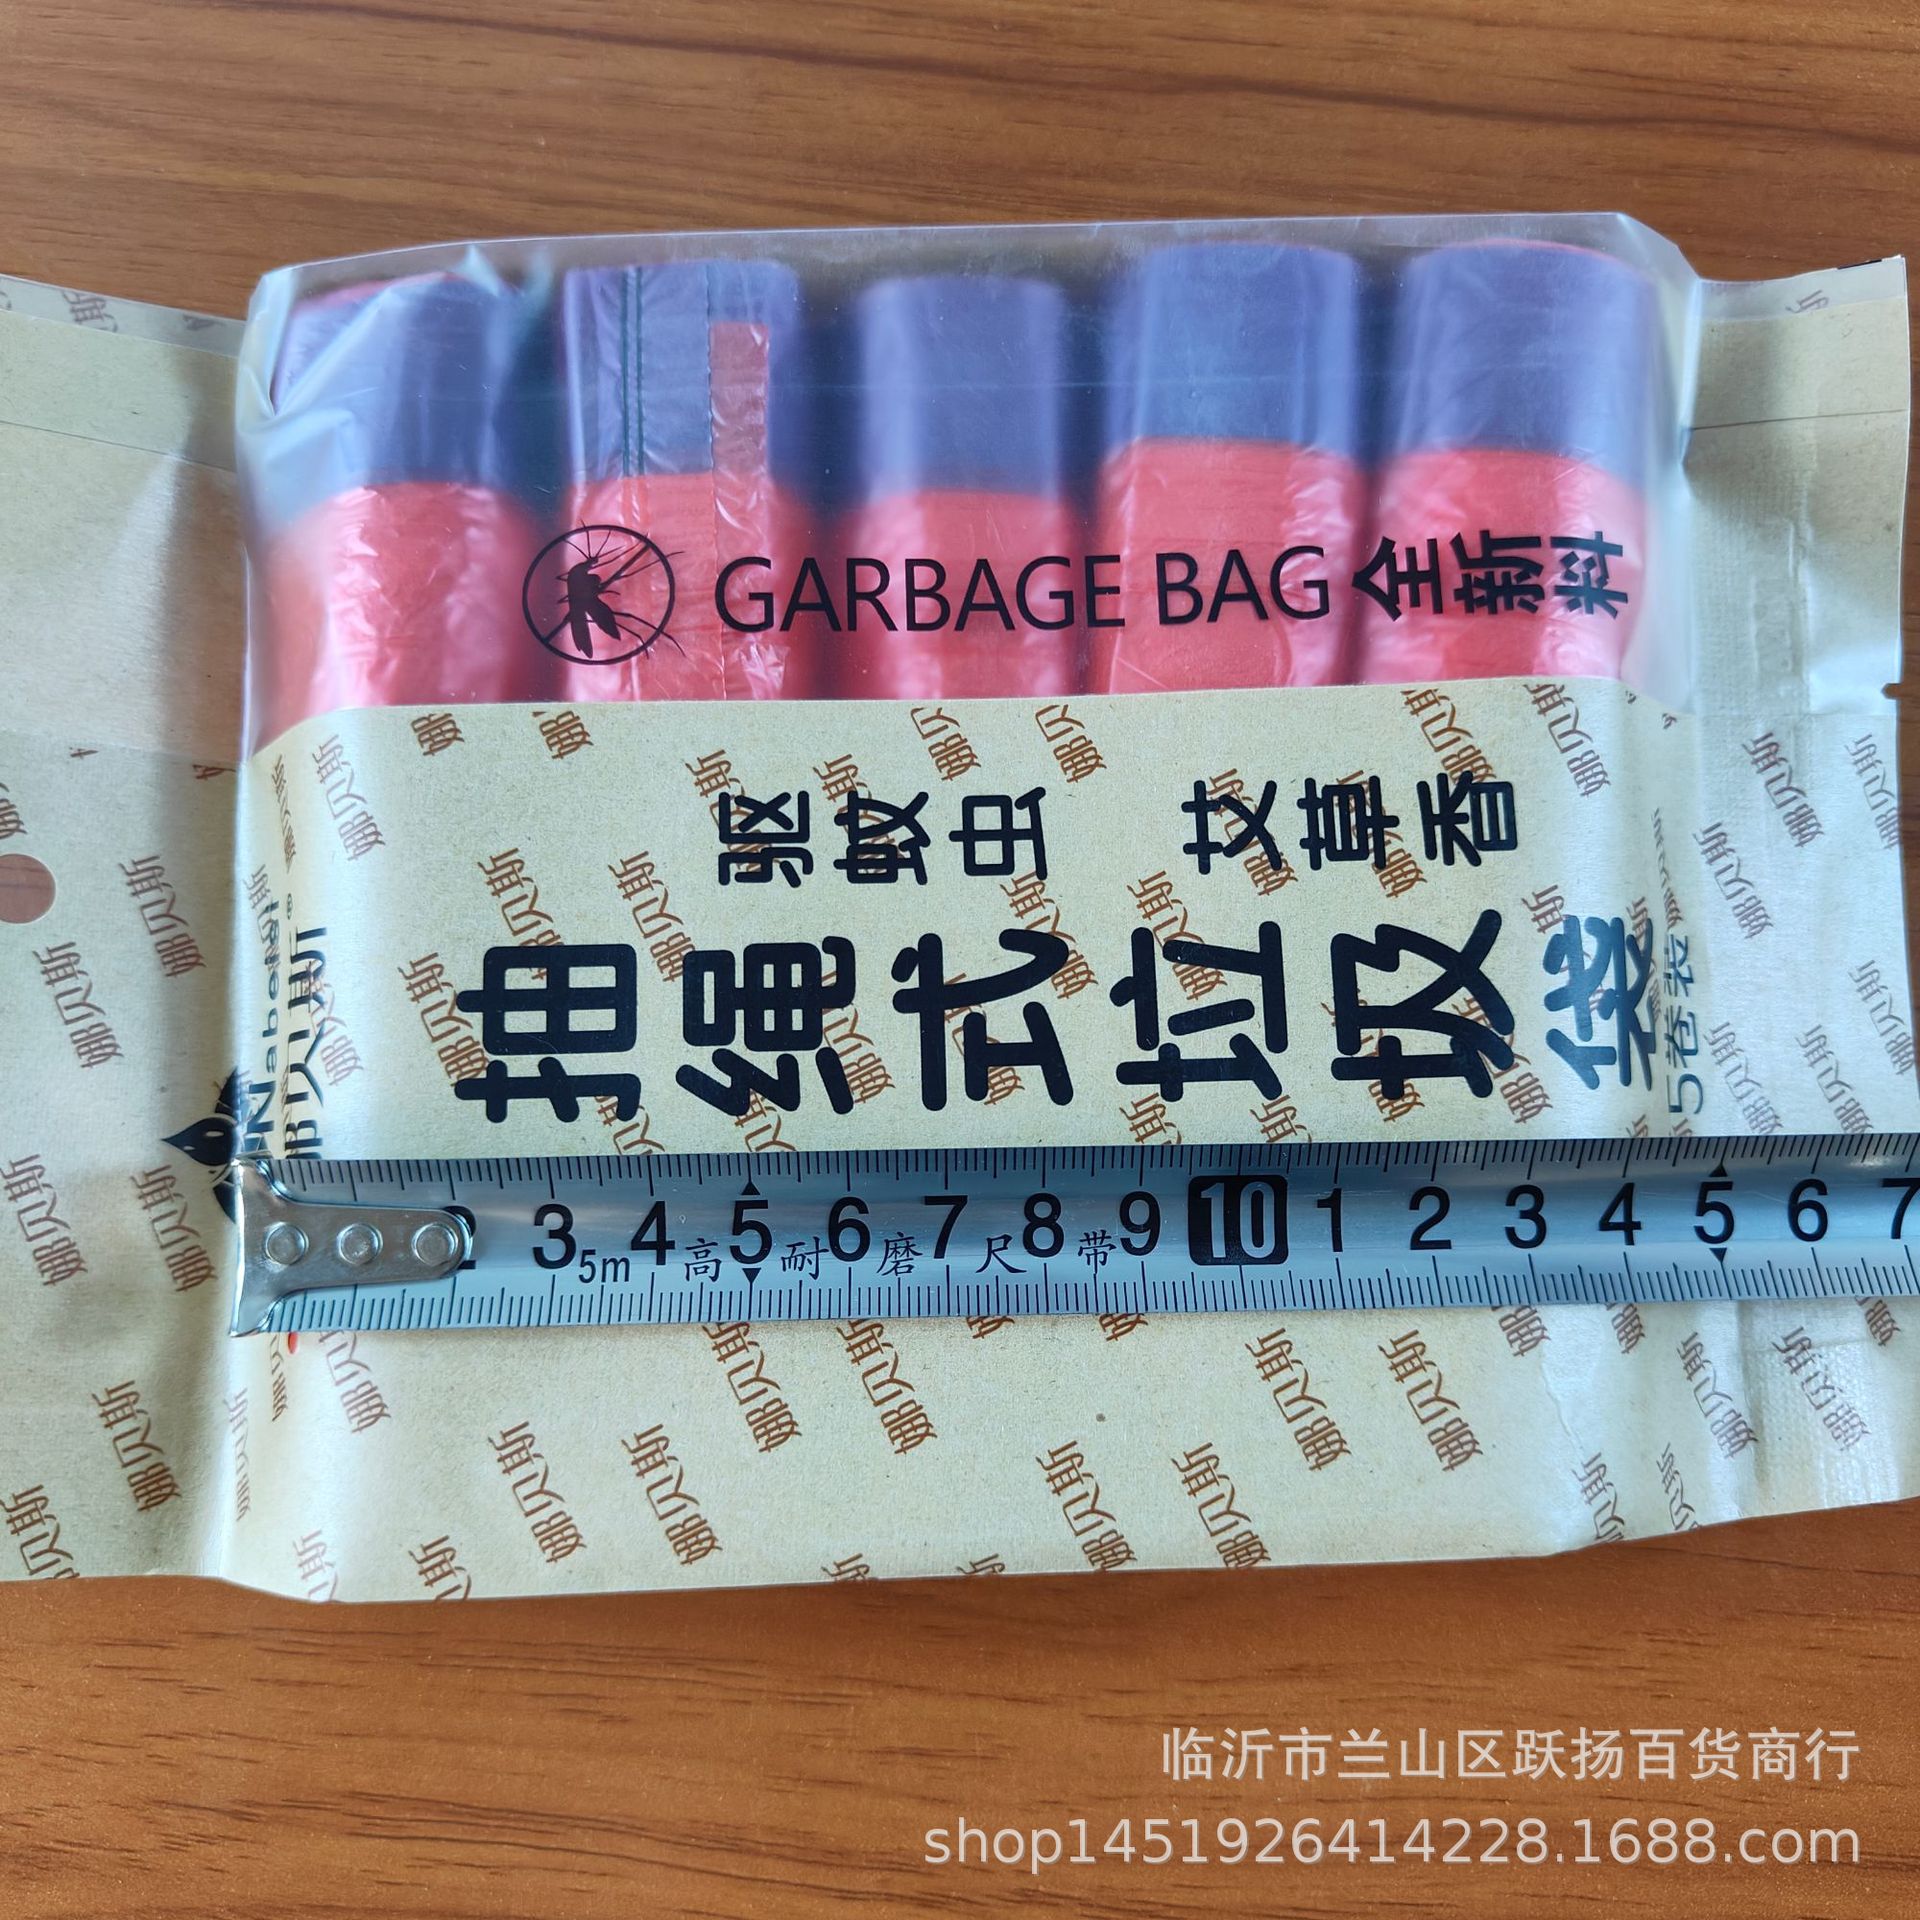 GARBAGE BAG 全新料
驱蚊虫 艾草香
抽绳式垃圾袋
5卷装
Nabeisi
娜贝斯®
3 4 5 6 7 8 9 10 1 2 3 4 5 6 7
5m 高耐磨尺带
临沂市兰山区跃扬百货商行
shop1451926414228.1688.com